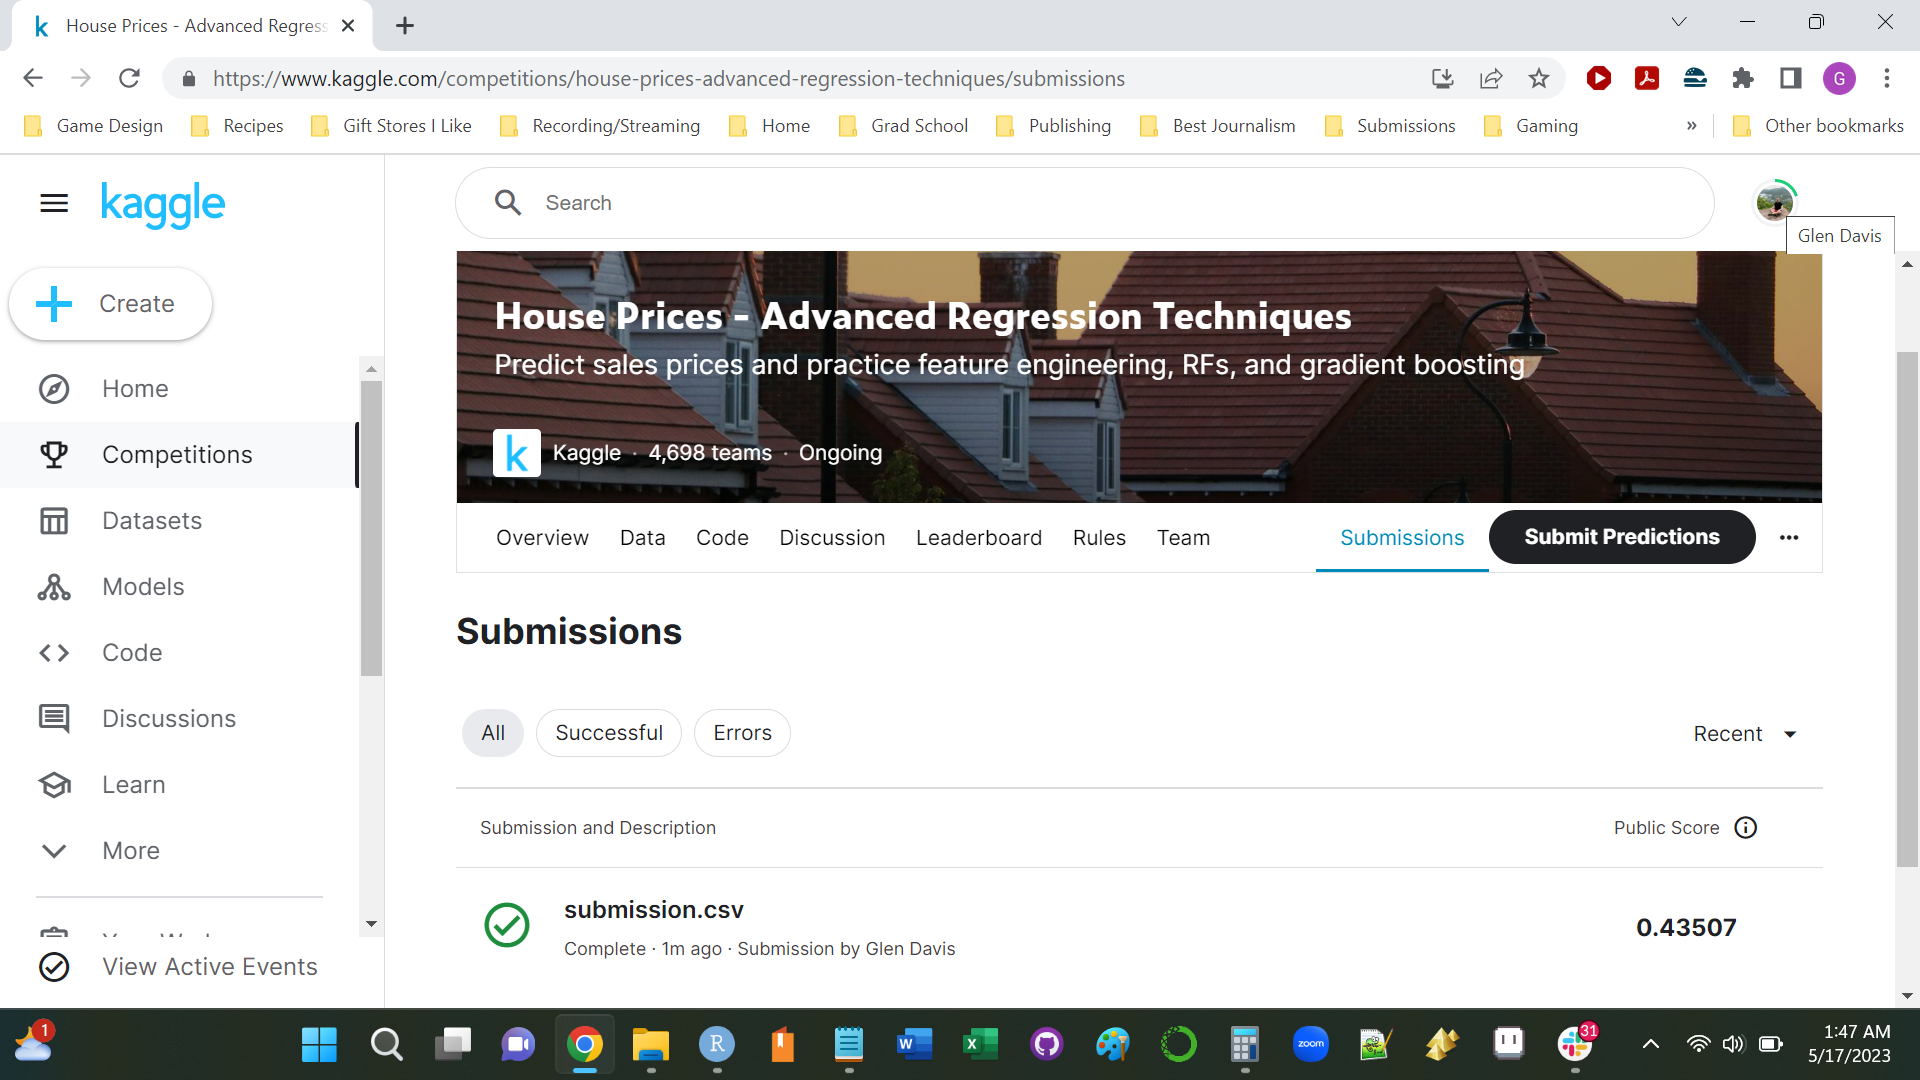 House Prices - Advanced Regress
https://www.kaggle.com/competitions/house-prices-advanced-regression-techniques/submissions
G
Game Design Recipes Gift Stores I Like Recording/Streaming Home Grad School Publishing Best Journalism Submissions Gaming » Other bookmarks
kaggle
Search
Glen Davis
Create
Home
Competitions
Datasets
Models
Code
Discussions
Learn
More
View Active Events
House Prices - Advanced Regression Techniques
Predict sales prices and practice feature engineering, RFs, and gradient boosting
k
Kaggle · 4,698 teams · Ongoing
Overview Data Code Discussion Leaderboard Rules Team Submissions Submit Predictions
Submissions
All Successful Errors Recent
Submission and Description Public Score
submission.csv
Complete · 1m ago · Submission by Glen Davis
0.43507
1
R
W
X
zoom
31
1:47 AM
5/17/2023